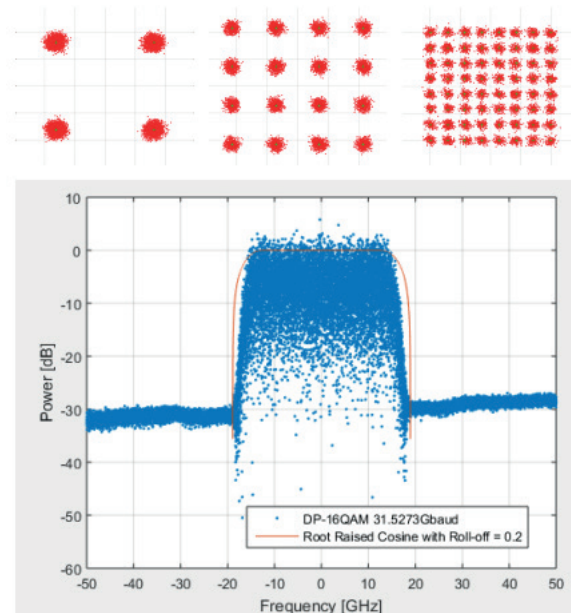 10
0
-10
-20
-30
-40
-50
-60
Power [dB]
DP-16QAM 31.5273Gbaud
Root Raised Cosine with Roll-off = 0.2
-50 -40 -30 -20 -10 0 10 20 30 40 50
Frequency [GHz]